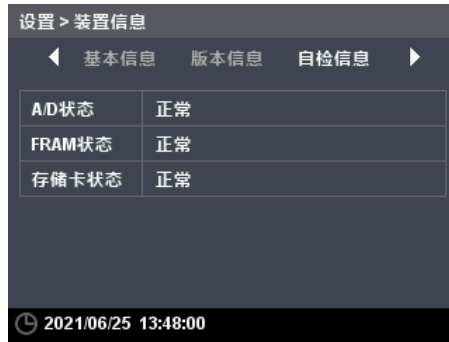 设置 > 装置信息
基本信息 版本信息 自检信息
A/D状态 正常
FRAM状态 正常
存储卡状态 正常
2021/06/25 13:48:00